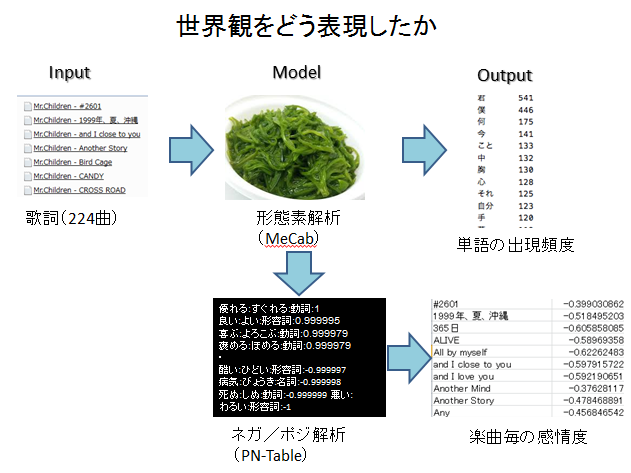 世界観をどう表現したか
Input
Model
Output
Mr.Children - #2601
Mr.Children - 1999年、夏、沖縄
Mr.Children - and I close to you
Mr.Children - Another Story
Mr.Children - Bird Cage
Mr.Children - CANDY
Mr.Children - CROSS ROAD
君 541
僕 446
何 175
今 141
こと 133
中 132
胸 130
心 128
それ 125
自分 123
手 120
歌詞（224曲）
形態素解析
（MeCab）
単語の出現頻度
優れる:すぐれる:動詞:1
良い:よい:形容詞:0.999995
喜ぶ:よろこぶ:動詞:0.999979
褒める:ほめる:動詞:0.999979
・
酷い:ひどい:形容詞:-0.999997
病気:びょうき:名詞:-0.999998
死ぬ:しぬ:動詞:-0.999999 悪い:
わるい:形容詞:-1
#2601 -0.399030862
1999年、夏、沖縄 -0.518495203
365日 -0.605858085
ALIVE -0.58969358
All by myself -0.62262483
and I close to you -0.597915722
and I love you -0.592190651
Another Mind -0.37628117
Another Story -0.478468891
Any -0.456846542
ネガ／ポジ解析
（PN-Table）
楽曲毎の感情度